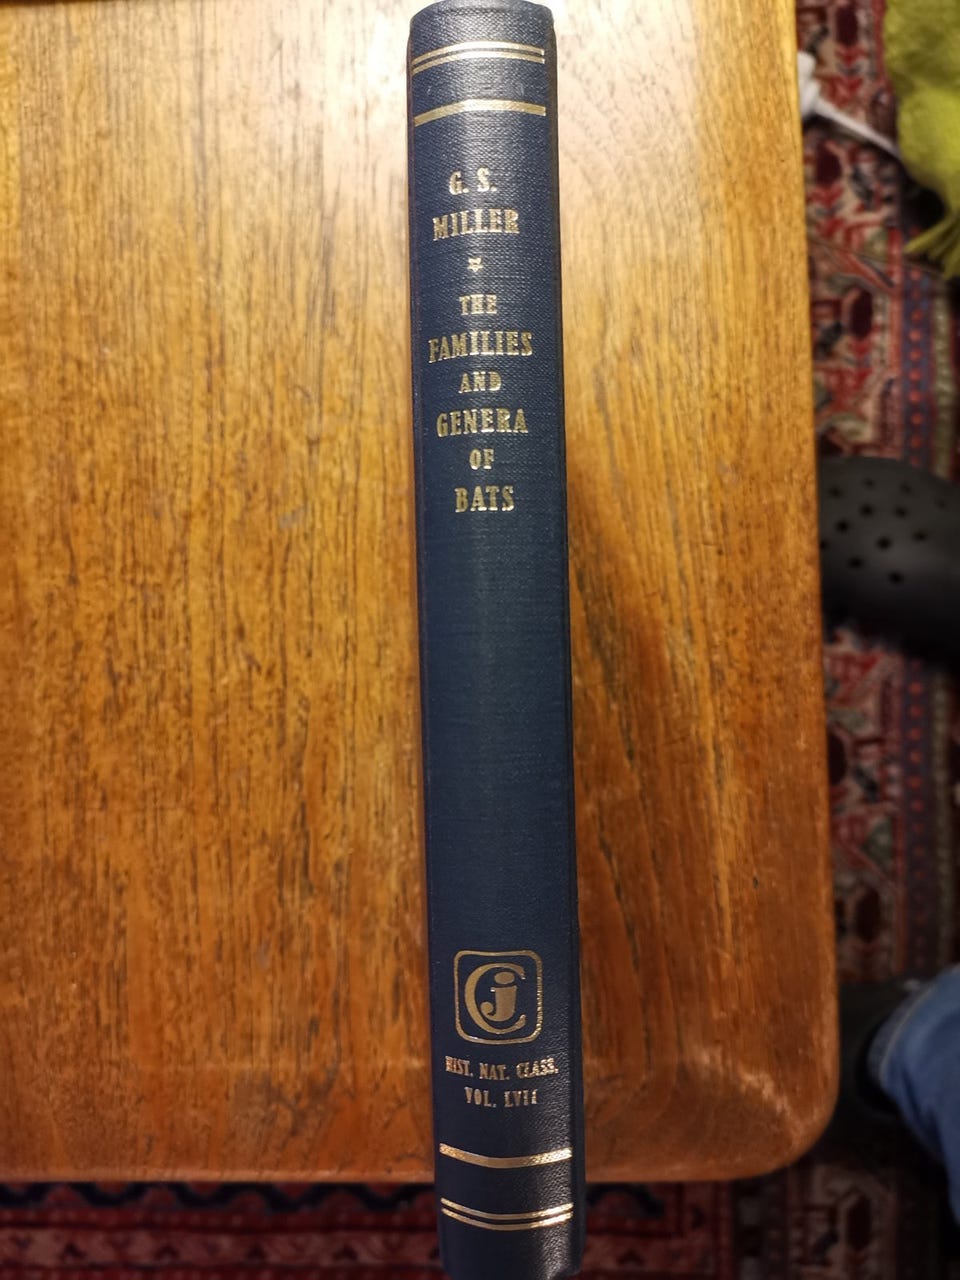 G. S.
MILLER
THE
FAMILIES
AND
GENERA
OF
BATS
CJ
HIST. NAT. CLASS.
VOL. LVII